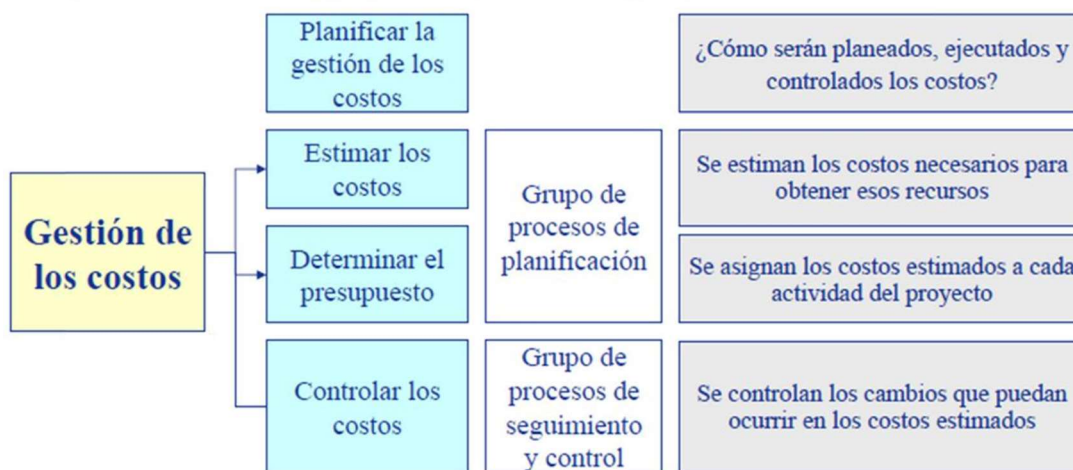 Planificar la
gestión de los
costos
¿Cómo serán planeados, ejecutados y
controlados los costos?
Gestión de
los costos
Estimar los
costos
Grupo de
procesos de
planificación
Se estiman los costos necesarios para
obtener esos recursos
Determinar el
presupuesto
Se asignan los costos estimados a cada
actividad del proyecto
Controlar los
costos
Grupo de
procesos de
seguimiento
y control
Se controlan los cambios que puedan
ocurrir en los costos estimados